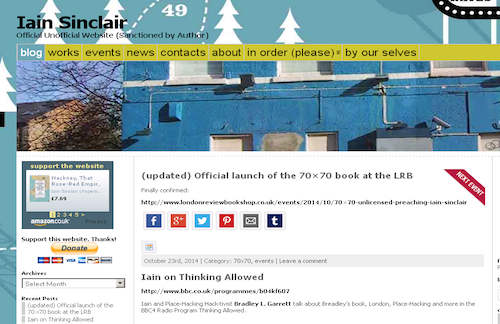 49
Iain Sinclair
Official Unofficial Website (Sanctioned by Author)
blog works events news contacts about in order (please) by our selves
support the website
Hackney, That
Rose-Red Empir,
Iain Sinclair (Paperb..
£7.69
1 2 3 4 5 >
amazon.co.uk Privacy
Support this website. Thanks!
Donate
Archives
Select Month
Recent Posts
(updated) Official launch of the
70×70 book at the LRB
Iain on Thinking Allowed
NEXT EVENT
(updated) Official launch of the 70×70 book at the LRB
Finally confirmed:
http://www.londonreviewbookshop.co.uk/events/2014/10/70-70-unlicensed-preaching-iain-sinclair
October 23rd, 2014 | Category: 70x70, events | Leave a comment
Iain on Thinking Allowed
http://www.bbc.co.uk/programmes/b04kf607
Iain and Place-Hacking Hack-tivist Bradley L. Garrett talk about Bradley's book, London, Place-Hacking and more in the
BBC4 Radio Program Thinking Allowed.